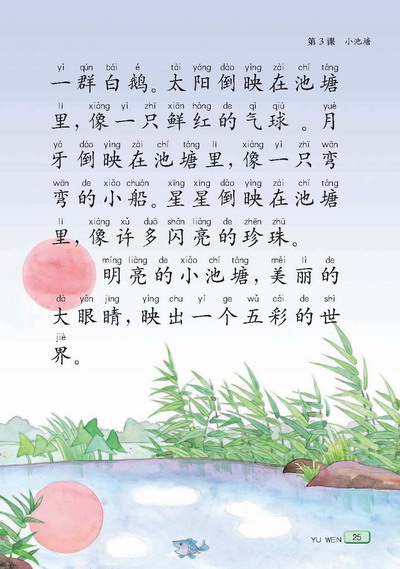 第3课 小池塘
yì qún bái é tài yáng dào yìng zài chí táng
一群白鹅。太阳倒映在池塘
lǐ xiàng yì zhī xiān hóng de qì qiú yuè
里，像一只鲜红的气球。月
yá dào yìng zài chí táng lǐ xiàng yì zhī wān
牙倒映在池塘里，像一只弯
wān de xiǎo chuán xīng xing dào yìng zài chí táng
弯的小船。星星倒映在池塘
lǐ xiàng xǔ duō shǎn liàng de zhēn zhū
里，像许多闪亮的珍珠。
míng liàng de xiǎo chí táng měi lì de
明亮的小池塘，美丽的
dà yǎn jīng yìng chū yí ge wǔ cǎi de shì
大眼睛，映出一个五彩的世
jiè
界。
YU WEN 25